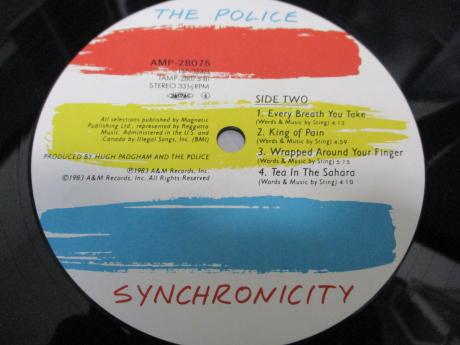 THE POLICE
AMP-28075
(AMP-28075-B)
STEREO 33⅓RPM
All selections published by Magnetic
Publishing Ltd., represented by Reggatta
Music. Administered in the U.S. and
Canada by Illegal Songs, Inc. (BMI)
PRODUCED BY HUGH PADGHAM AND THE POLICE
℗1983 A&M Records, Inc.
©1983 A&M Records, Inc. All Rights Reserved
SIDE TWO
1. Every Breath You Take
(Words & Music by Sting) 4:13
2. King of Pain
(Words & Music by Sting) 4:59
3. Wrapped Around Your Finger
(Words & Music by Sting) 5:15
4. Tea In The Sahara
(Words & Music by Sting) 4:19
SYNCHRONICITY